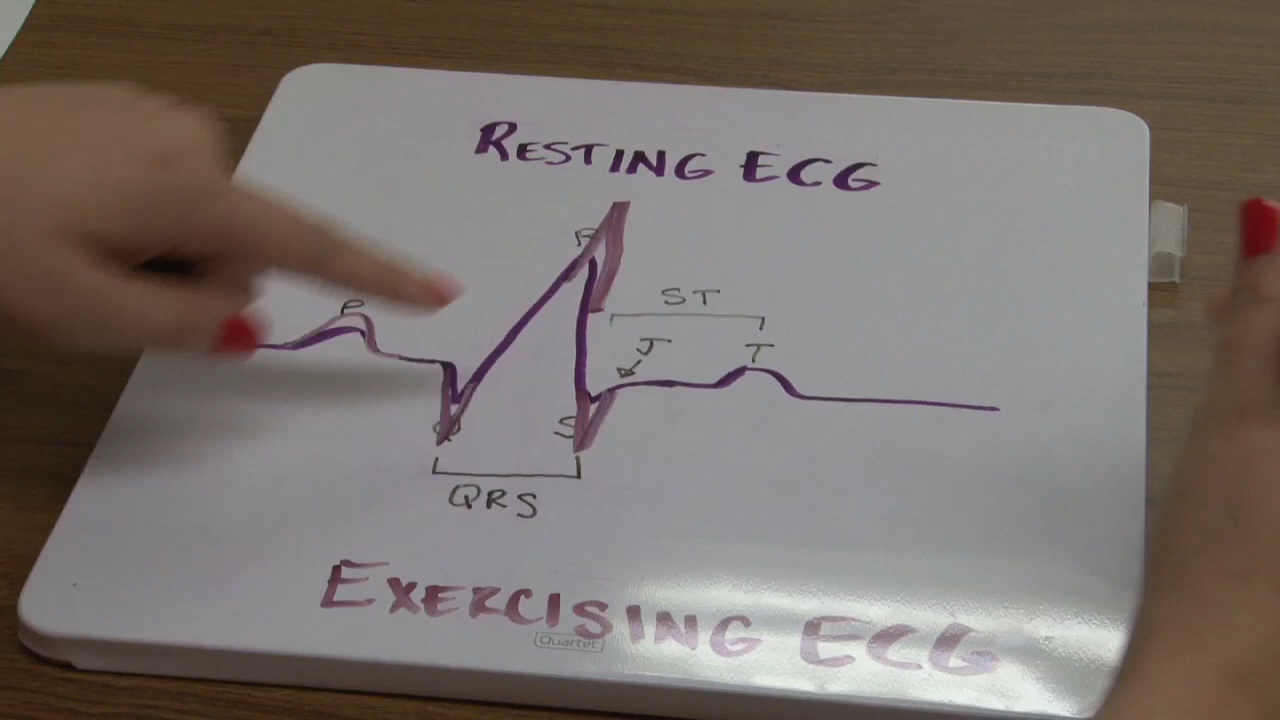 RESTING ECG
R
P
ST
J
T
Q
S
QRS
EXERCISING ECG
Quartet